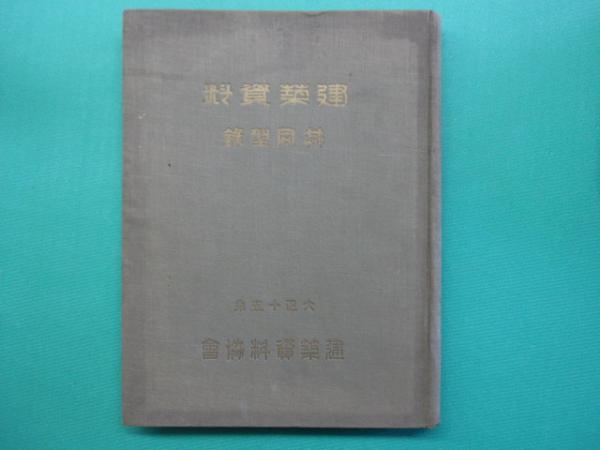 建築資料
共同型錄
大正十五年
建築資料協會